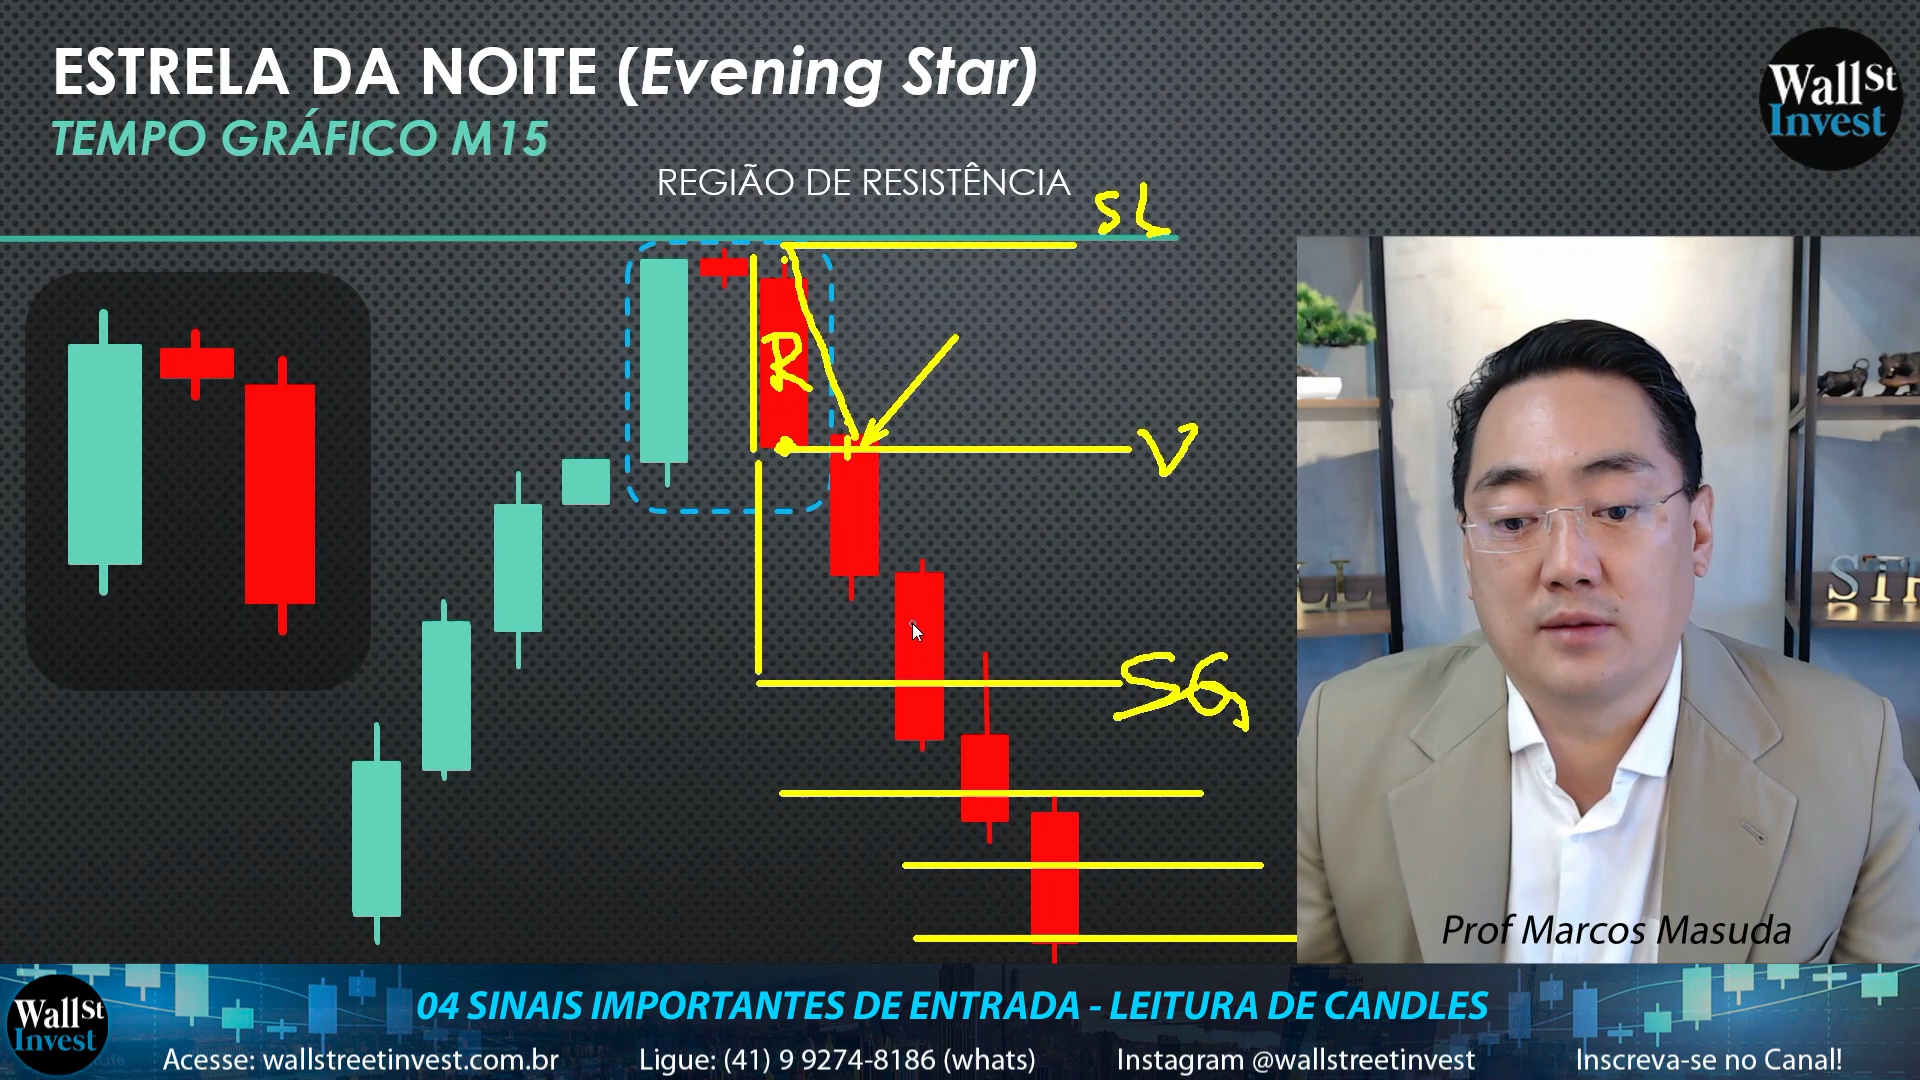 ESTRELA DA NOITE (Evening Star)
TEMPO GRÁFICO M15
REGIÃO DE RESISTÊNCIA
Wall St
Invest
SL
R
V
SG
Prof Marcos Masuda
Wall St
Invest
04 SINAIS IMPORTANTES DE ENTRADA - LEITURA DE CANDLES
Acesse: wallstreetinvest.com.br
Ligue: (41) 9 9274-8186 (whats)
Instagram @wallstreetinvest
Inscreva-se no Canal!